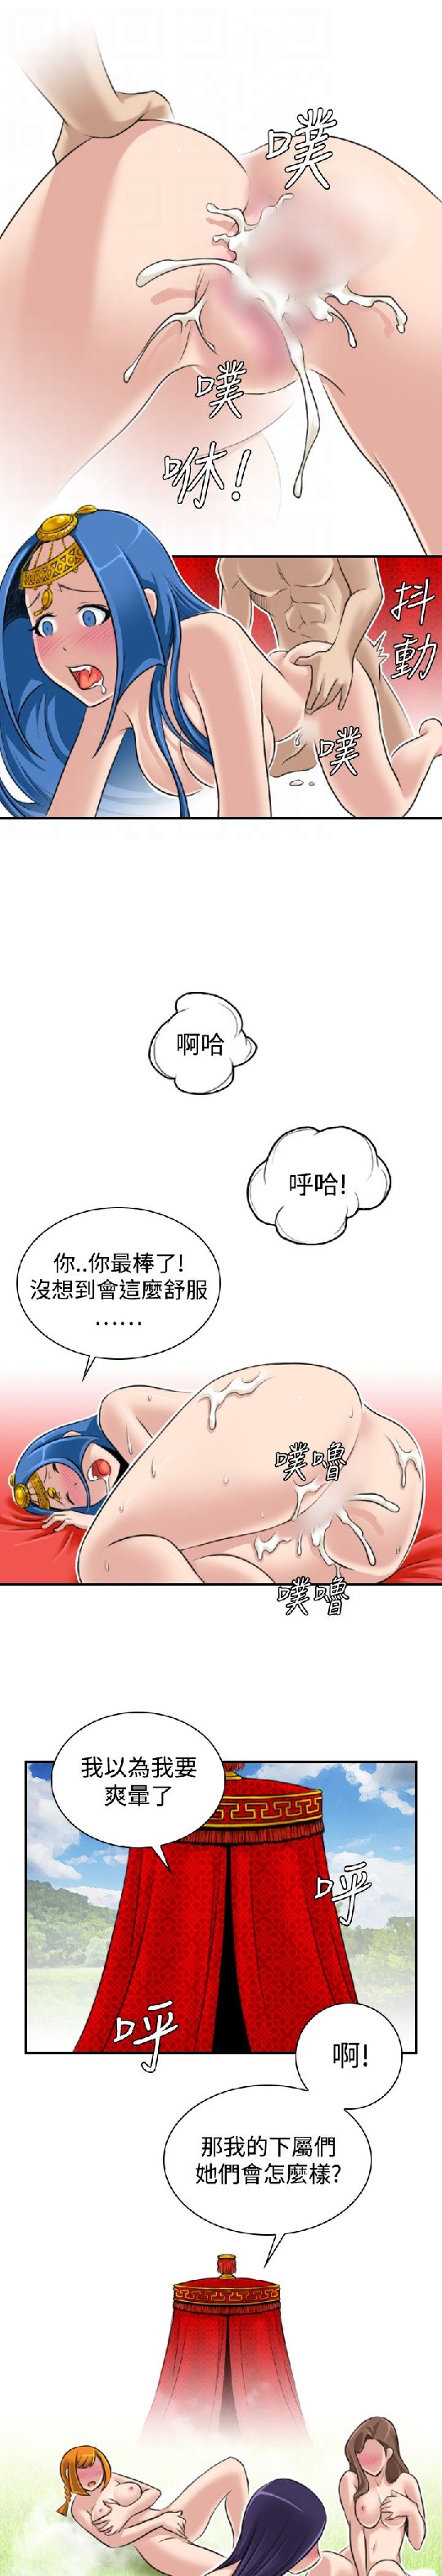 噗
噗
咻!
抖動
噗
啊哈
呼哈!
你..你最棒了!
沒想到會這麼舒服
······
噗嚕
噗嚕
我以為我要
爽暈了
呼
呼
啊!
那我的下屬們
她們會怎麼樣?